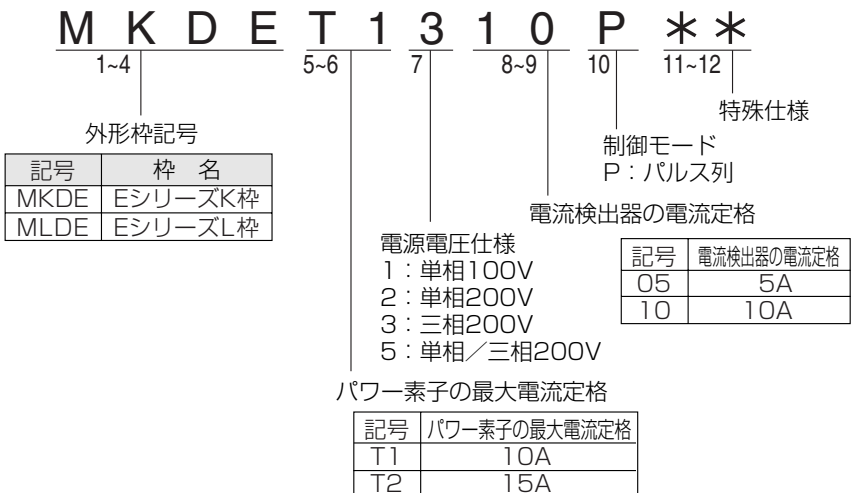 MKDET1310P＊＊
1~4 5~6 7 8~9 10 11~12
特殊仕様
制御モード
P：パルス列
外形枠記号
記号 枠 名
MKDE EシリーズK枠
MLDE EシリーズL枠
電流検出器の電流定格
記号 電流検出器の電流定格
05 5A
10 10A
電源電圧仕様
1：単相100V
2：単相200V
3：三相200V
5：単相／三相200V
パワー素子の最大電流定格
記号 パワー素子の最大電流定格
T1 10A
T2 15A